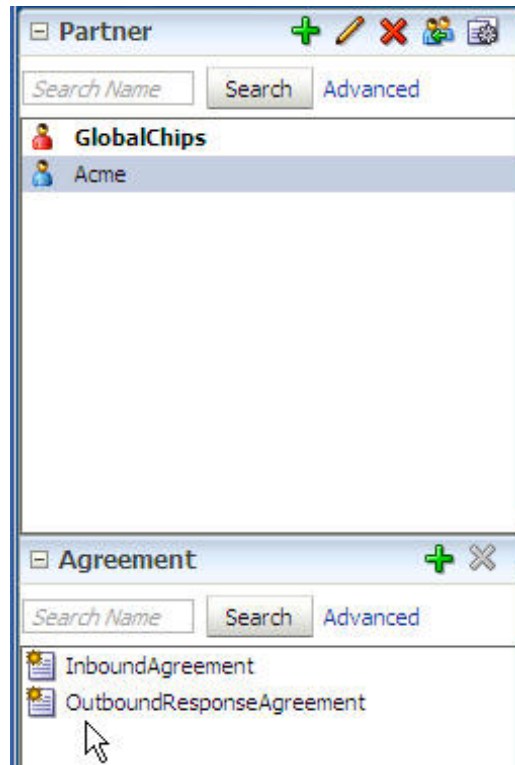 Partner
Search Name Search Advanced
GlobalChips
Acme
Agreement
Search Name Search Advanced
InboundAgreement
OutboundResponseAgreement